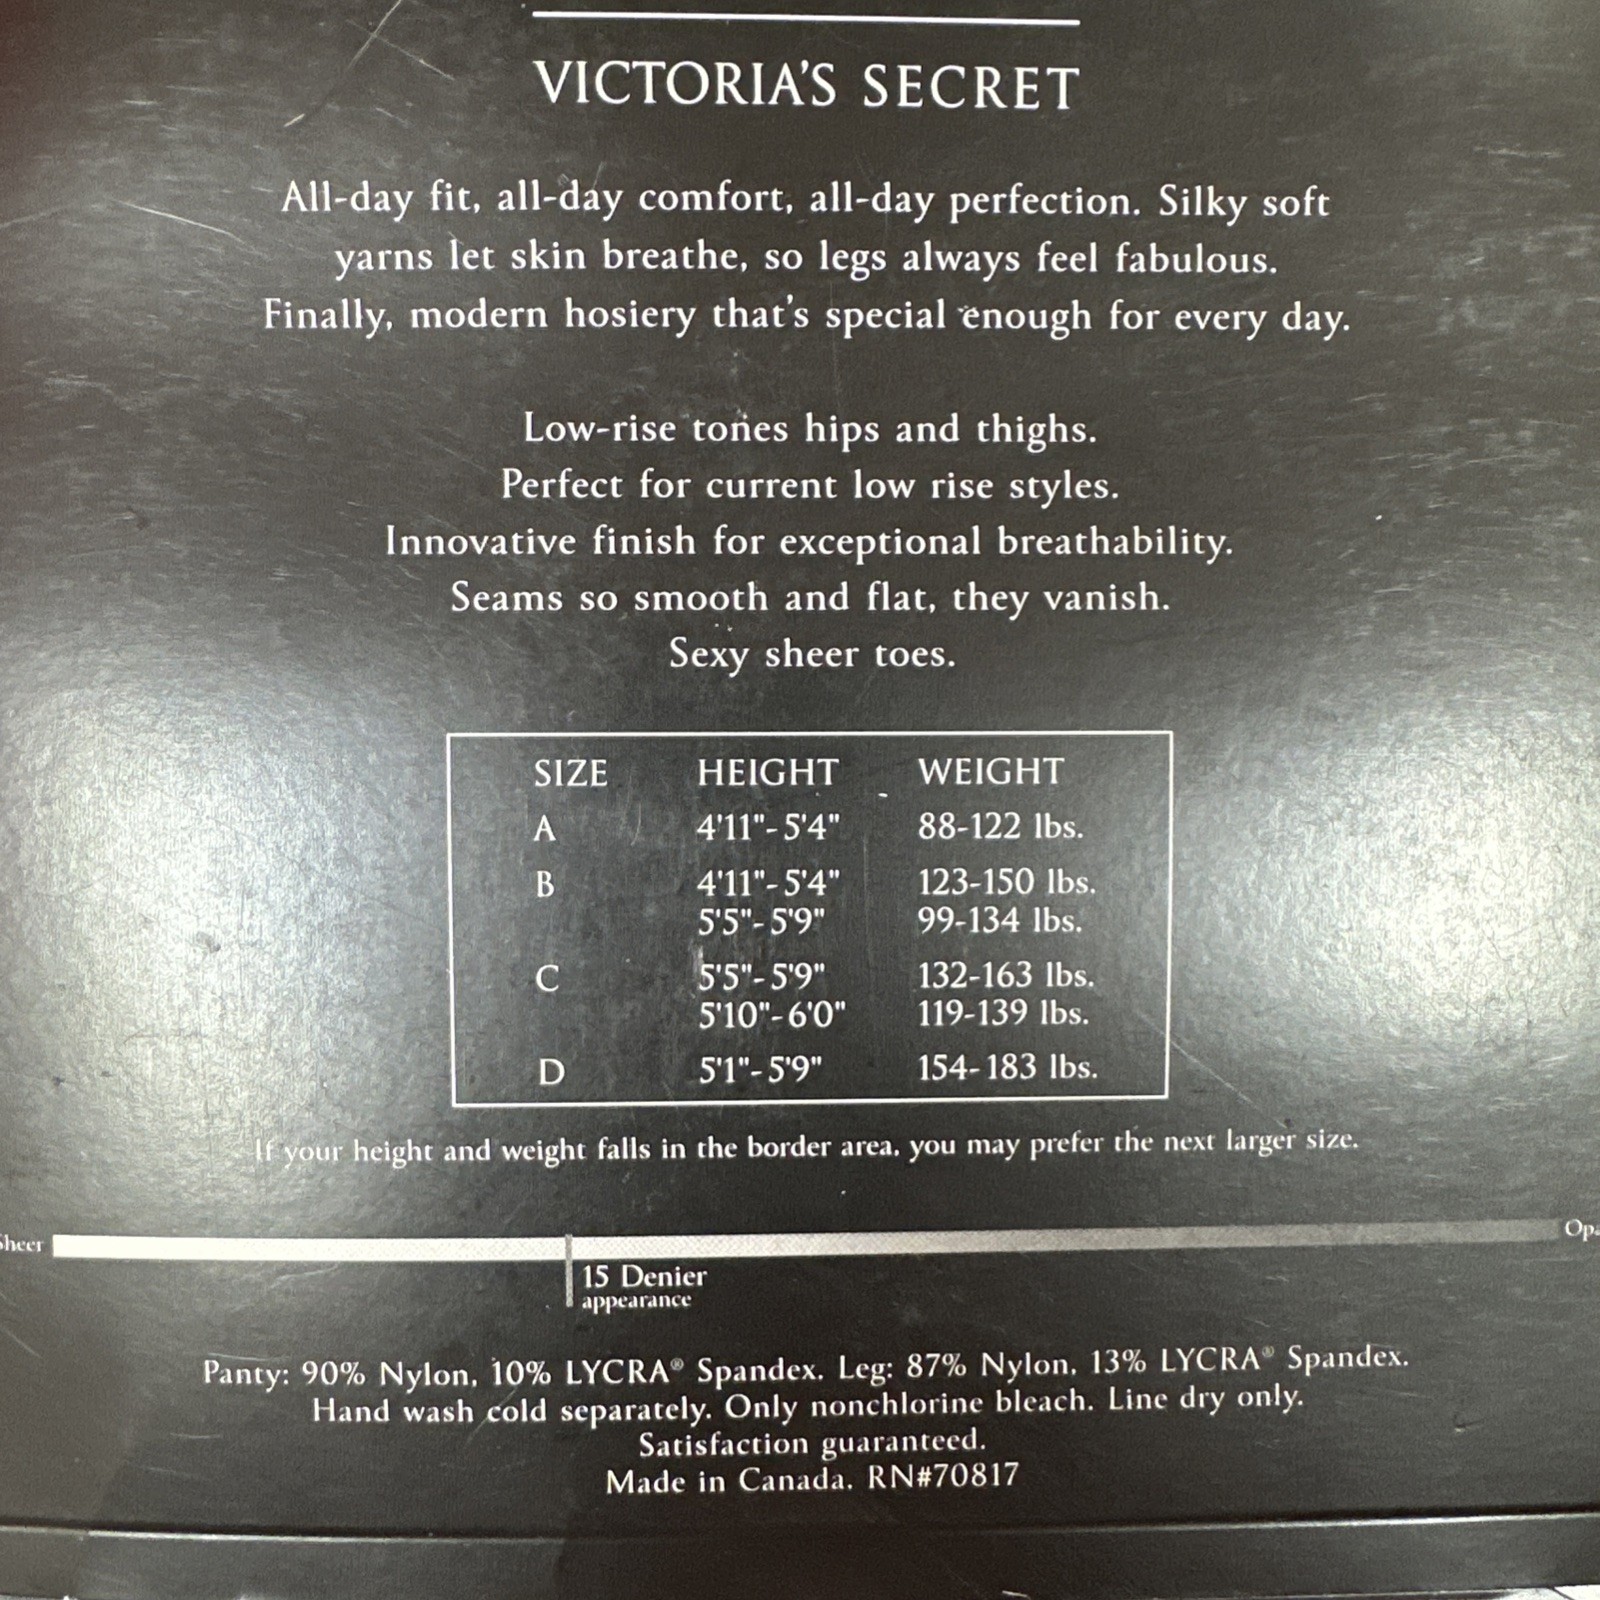 VICTORIA'S SECRET
All-day fit, all-day comfort, all-day perfection. Silky soft
yarns let skin breathe, so legs always feel fabulous.
Finally, modern hosiery that's special enough for every day.
Low-rise tones hips and thighs.
Perfect for current low rise styles.
Innovative finish for exceptional breathability.
Seams so smooth and flat, they vanish.
Sexy sheer toes.
SIZE HEIGHT WEIGHT
A 4'11"-5'4" 88-122 lbs.
B 4'11"-5'4" 123-150 lbs.
5'5"-5'9" 99-134 lbs.
C 5'5"-5'9" 132-163 lbs.
5'10"-6'0" 119-139 lbs.
D 5'1"-5'9" 154-183 lbs.
If your height and weight falls in the border area, you may prefer the next larger size.
Sheer
15 Denier
appearance
Panty: 90% Nylon, 10% LYCRA® Spandex. Leg: 87% Nylon, 13% LYCRA® Spandex.
Hand wash cold separately. Only nonchlorine bleach. Line dry only.
Satisfaction guaranteed.
Made in Canada. RN#70817